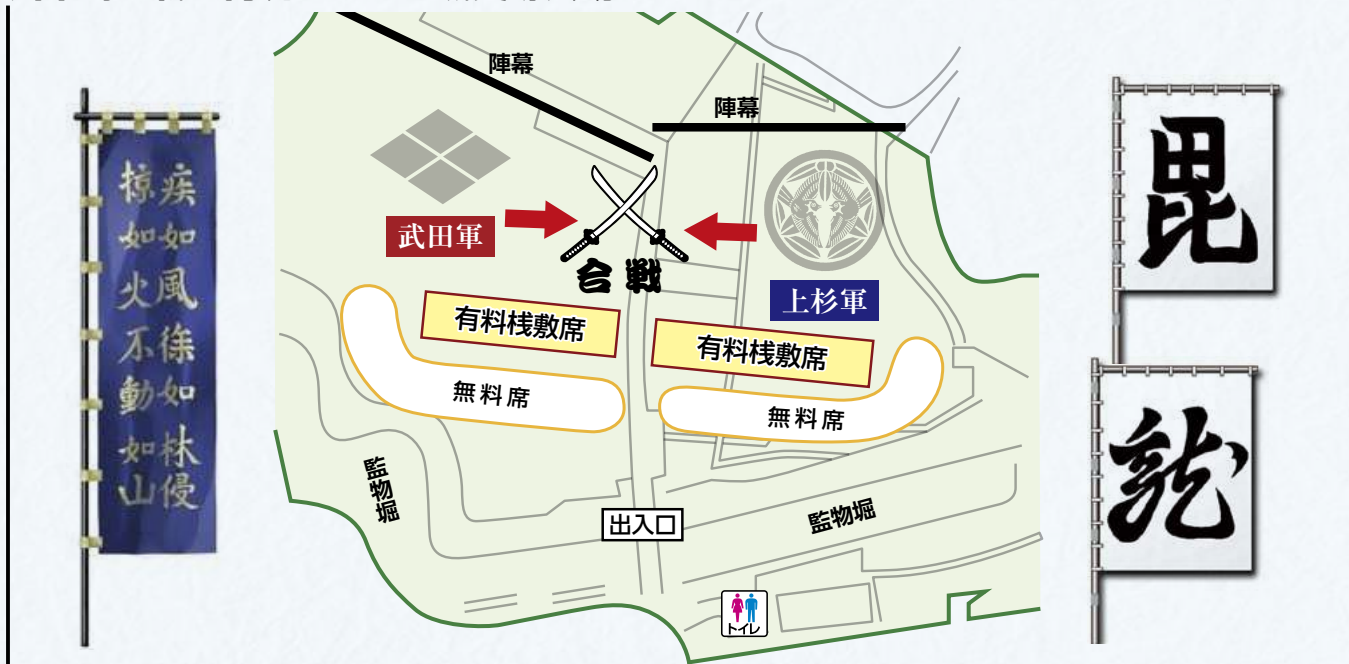 陣幕
陣幕
疾如風徐如林侵
掠如火不動如山
武田軍
合戦
上杉軍
有料桟敷席
有料桟敷席
無料席
無料席
監物堀
出入口
監物堀
トイレ
毘
龍